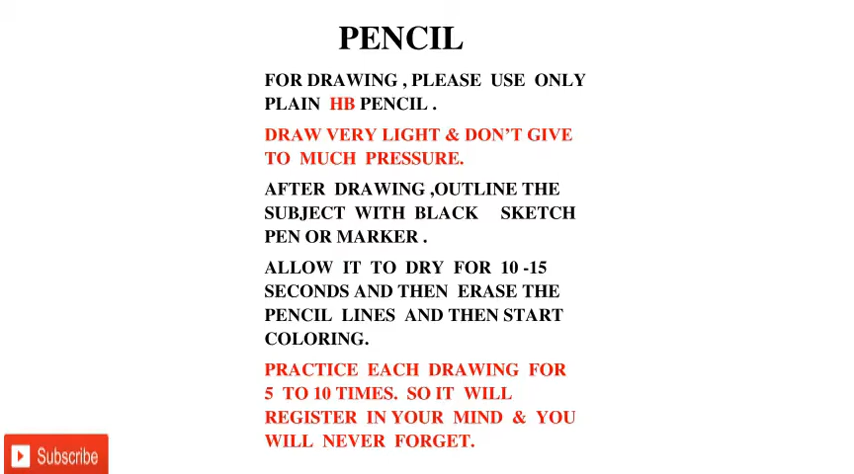 PENCIL
FOR DRAWING , PLEASE USE ONLY
PLAIN HB PENCIL .
DRAW VERY LIGHT & DON'T GIVE
TO MUCH PRESSURE.
AFTER DRAWING ,OUTLINE THE
SUBJECT WITH BLACK SKETCH
PEN OR MARKER .
ALLOW IT TO DRY FOR 10 -15
SECONDS AND THEN ERASE THE
PENCIL LINES AND THEN START
COLORING.
PRACTICE EACH DRAWING FOR
5 TO 10 TIMES. SO IT WILL
REGISTER IN YOUR MIND & YOU
WILL NEVER FORGET.
Subscribe